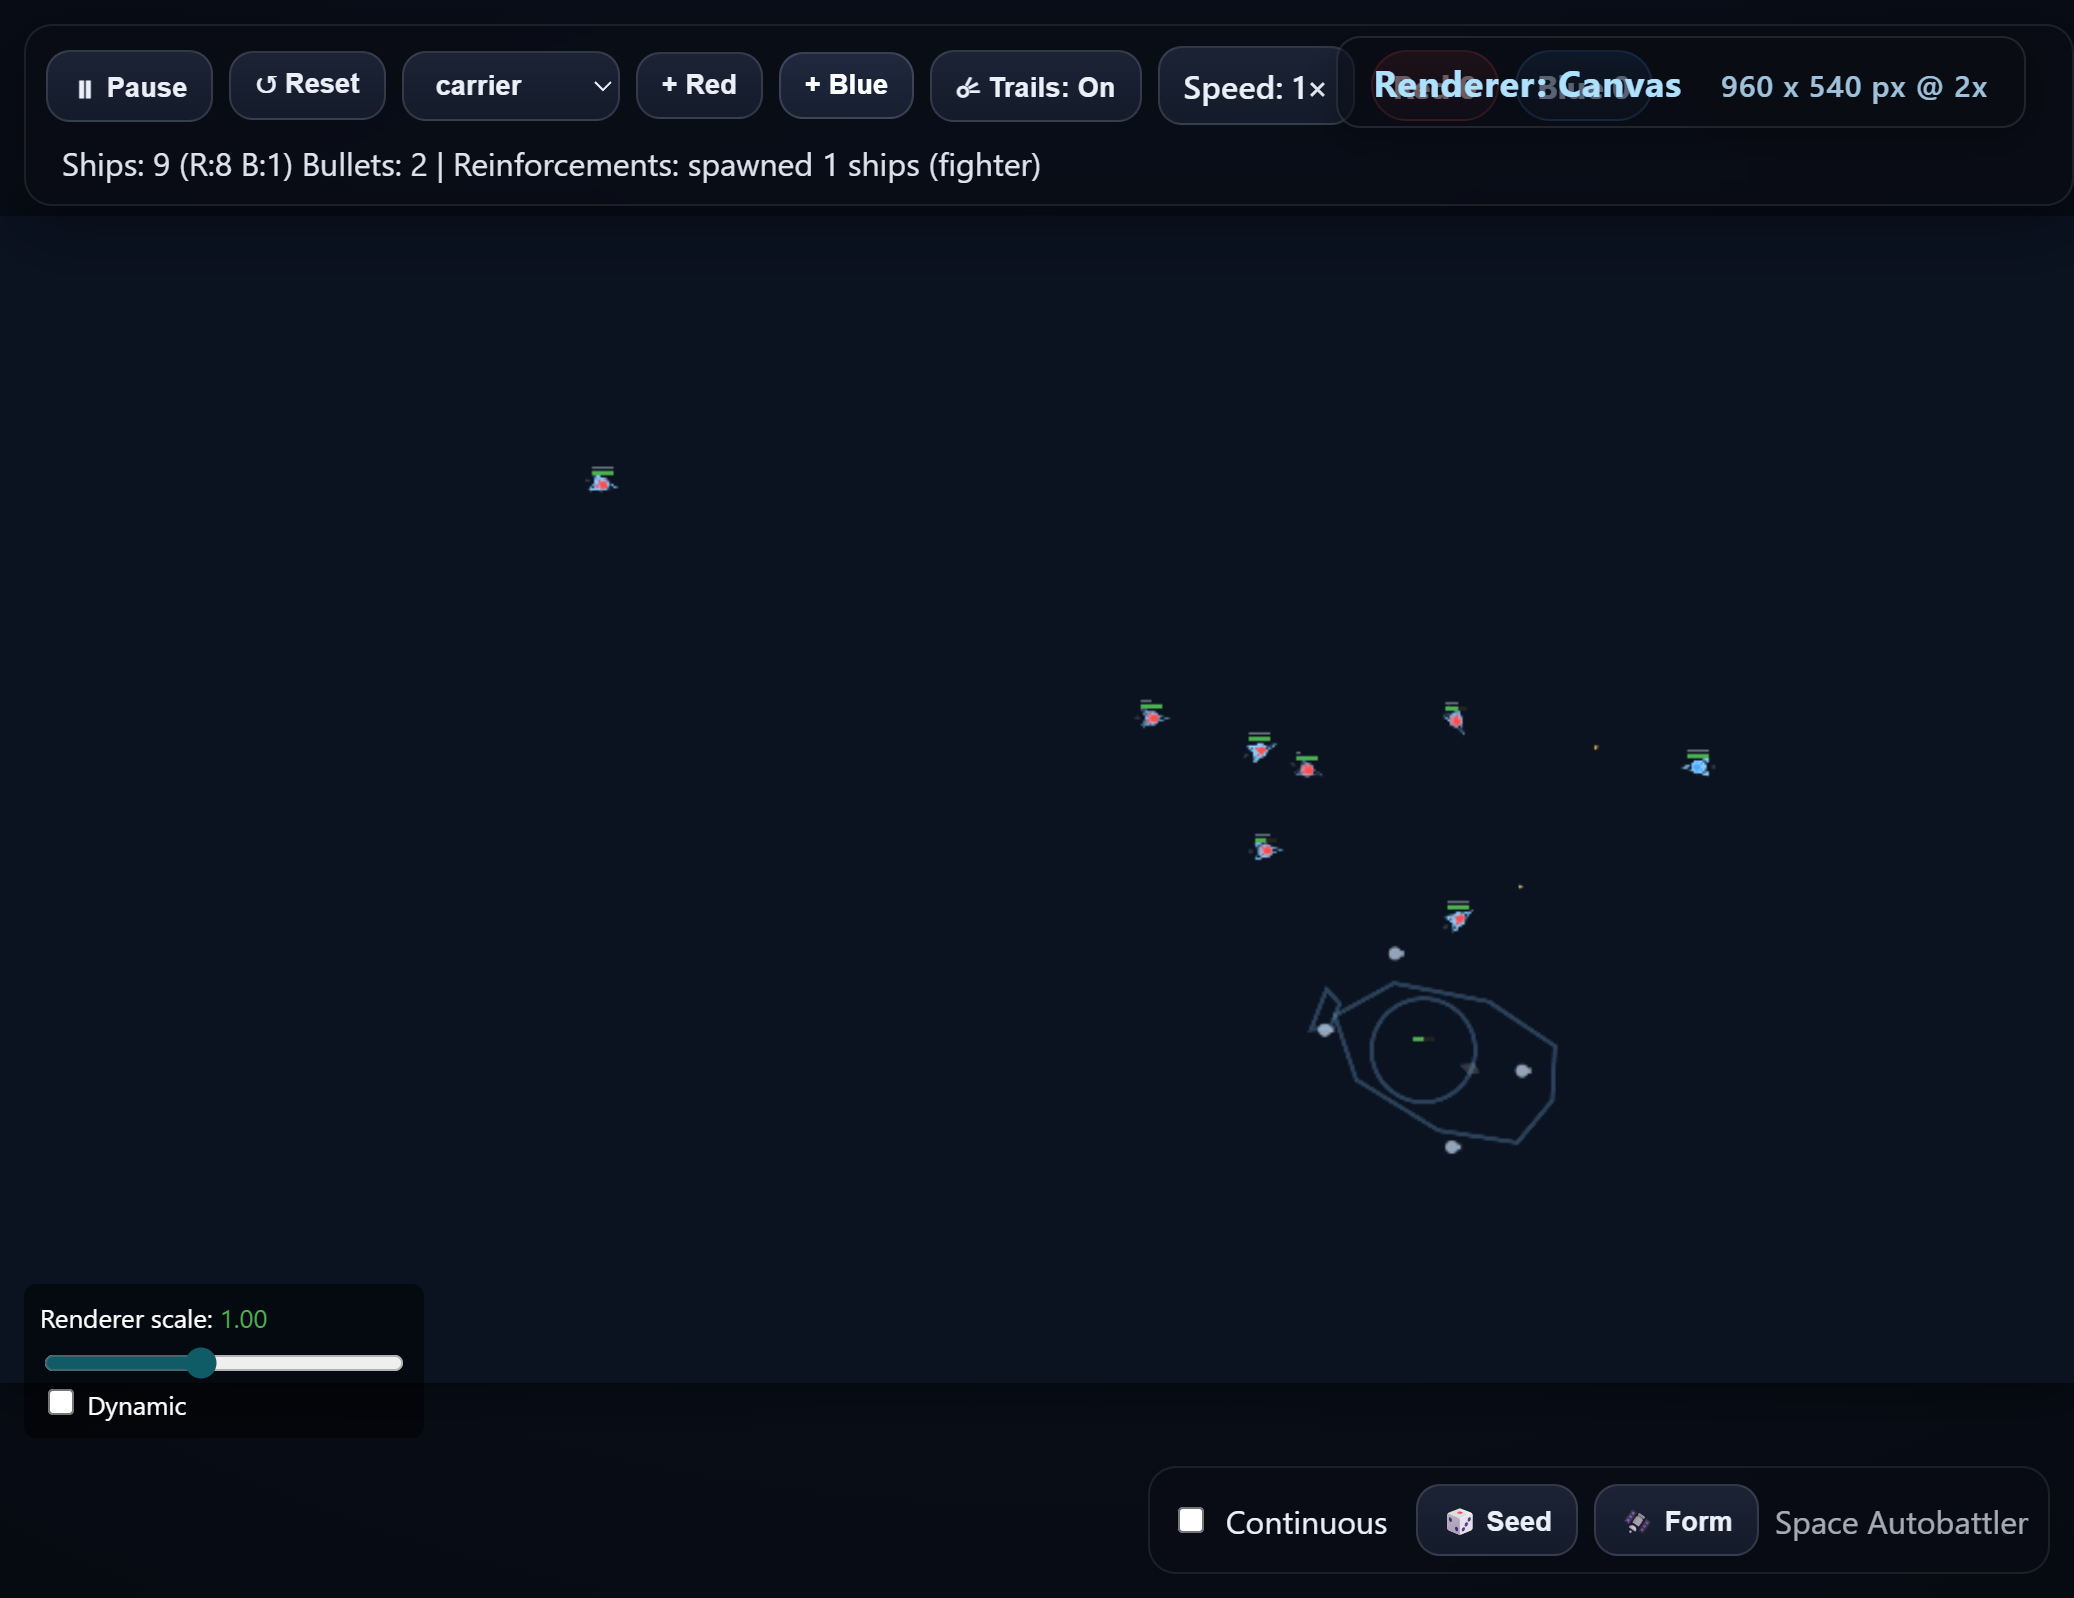 Pause
Reset
carrier
+ Red
+ Blue
Trails: On
Speed: 1×
Renderer: Canvas
960 x 540 px @ 2x
Ships: 9 (R:8 B:1) Bullets: 2 | Reinforcements: spawned 1 ships (fighter)
Renderer scale: 1.00
Dynamic
Continuous
Seed
Form
Space Autobattler